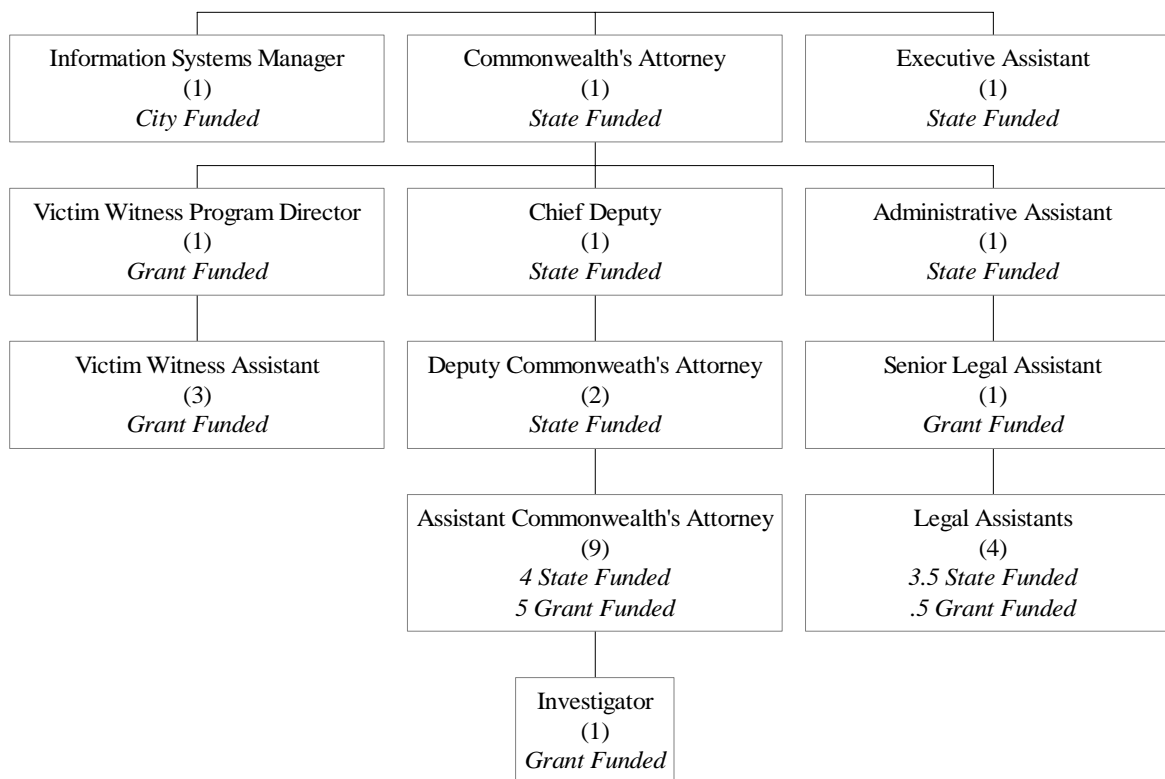 Information Systems Manager
(1)
City Funded
Commonwealth's Attorney
(1)
State Funded
Executive Assistant
(1)
State Funded
Victim Witness Program Director
(1)
Grant Funded
Chief Deputy
(1)
State Funded
Administrative Assistant
(1)
State Funded
Victim Witness Assistant
(3)
Grant Funded
Deputy Commonweath's Attorney
(2)
State Funded
Senior Legal Assistant
(1)
Grant Funded
Assistant Commonwealth's Attorney
(9)
4 State Funded
5 Grant Funded
Legal Assistants
(4)
3.5 State Funded
.5 Grant Funded
Investigator
(1)
Grant Funded